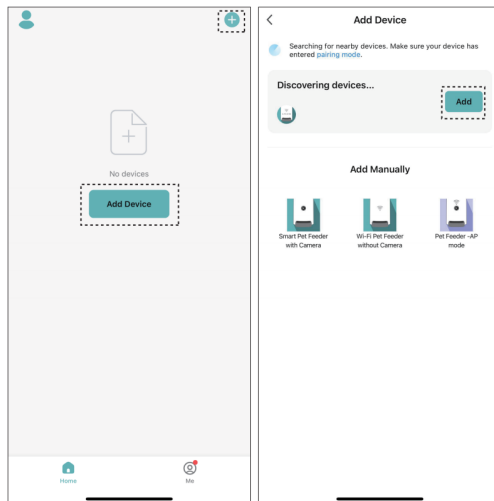 No devices
Add Device
Home
Me
Add Device
Searching for nearby devices. Make sure your device has
entered pairing mode.
Discovering devices...
Add
Add Manually
Smart Pet Feeder
with Camera
Wi-Fi Pet Feeder
without Camera
Pet Feeder -AP
mode